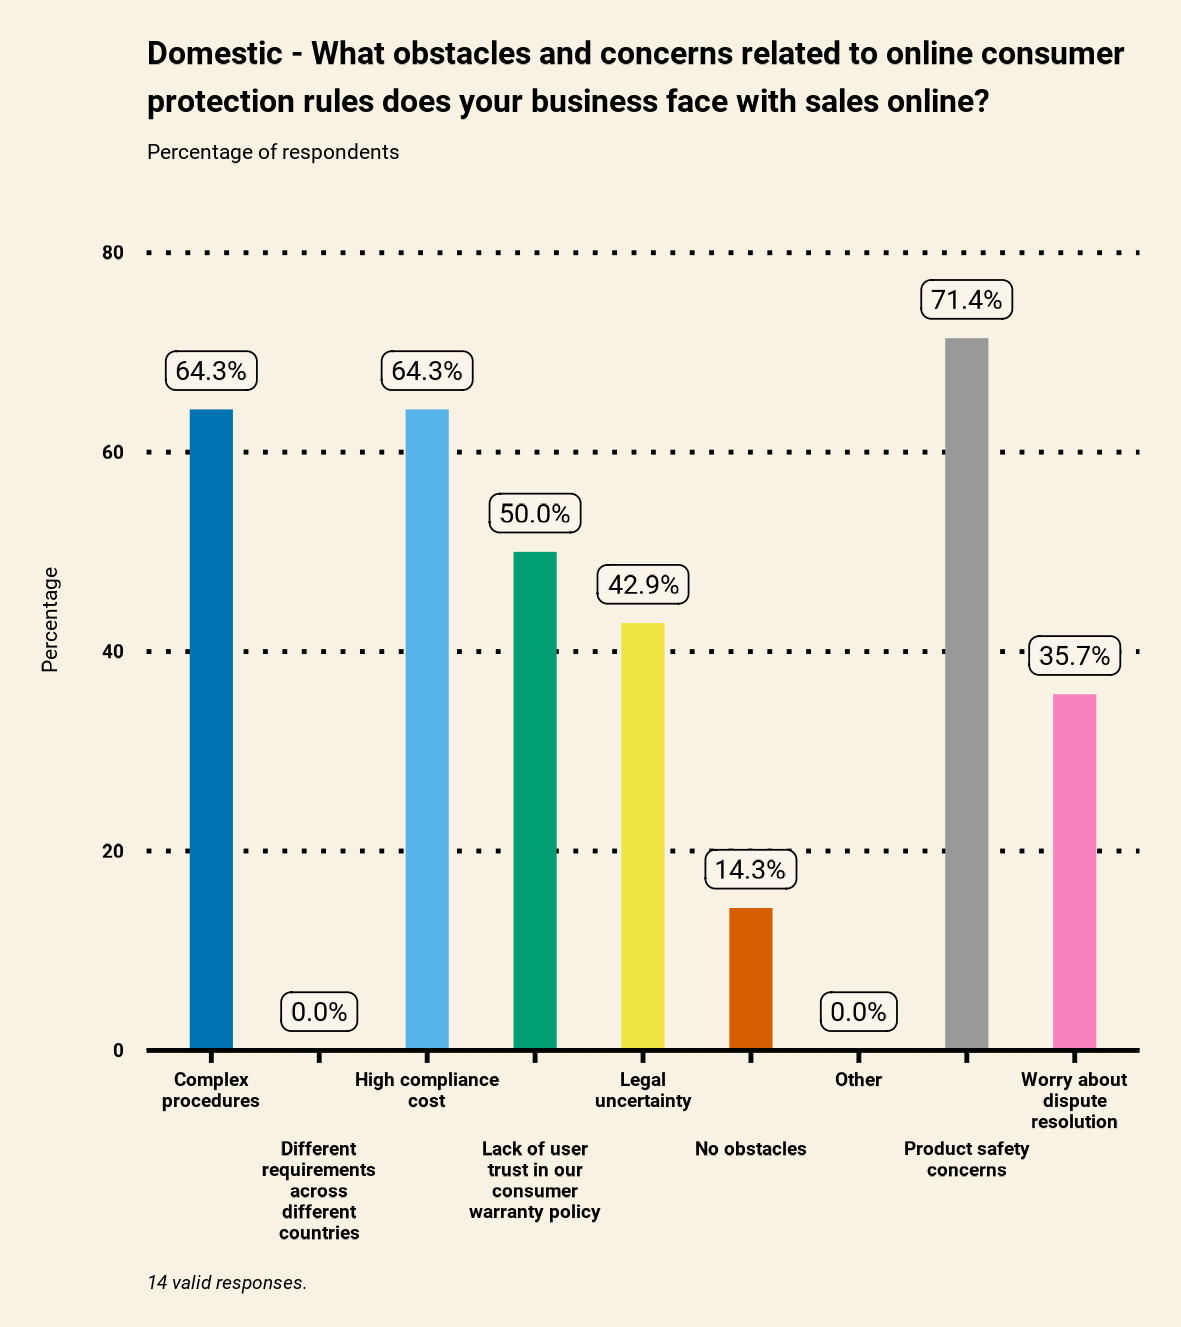 Domestic - What obstacles and concerns related to online consumer
protection rules does your business face with sales online?
Percentage of respondents
Percentage
80
60
40
20
0
64.3%
0.0%
64.3%
50.0%
42.9%
14.3%
0.0%
71.4%
35.7%
Complex
procedures
Different
requirements
across
different
countries
High compliance
cost
Lack of user
trust in our
consumer
warranty policy
Legal
uncertainty
No obstacles
Other
Product safety
concerns
Worry about
dispute
resolution
14 valid responses.